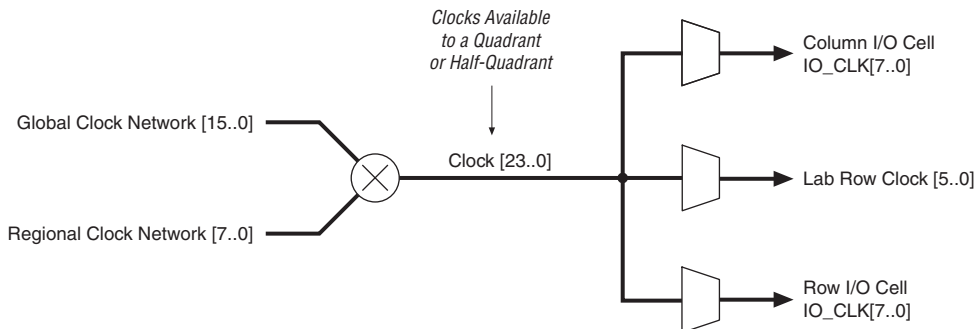 Clocks Available
to a Quadrant
or Half-Quadrant
Column I/O Cell
IO_CLK[7..0]
Global Clock Network [15..0]
Clock [23..0]
Lab Row Clock [5..0]
Regional Clock Network [7..0]
Row I/O Cell
IO_CLK[7..0]